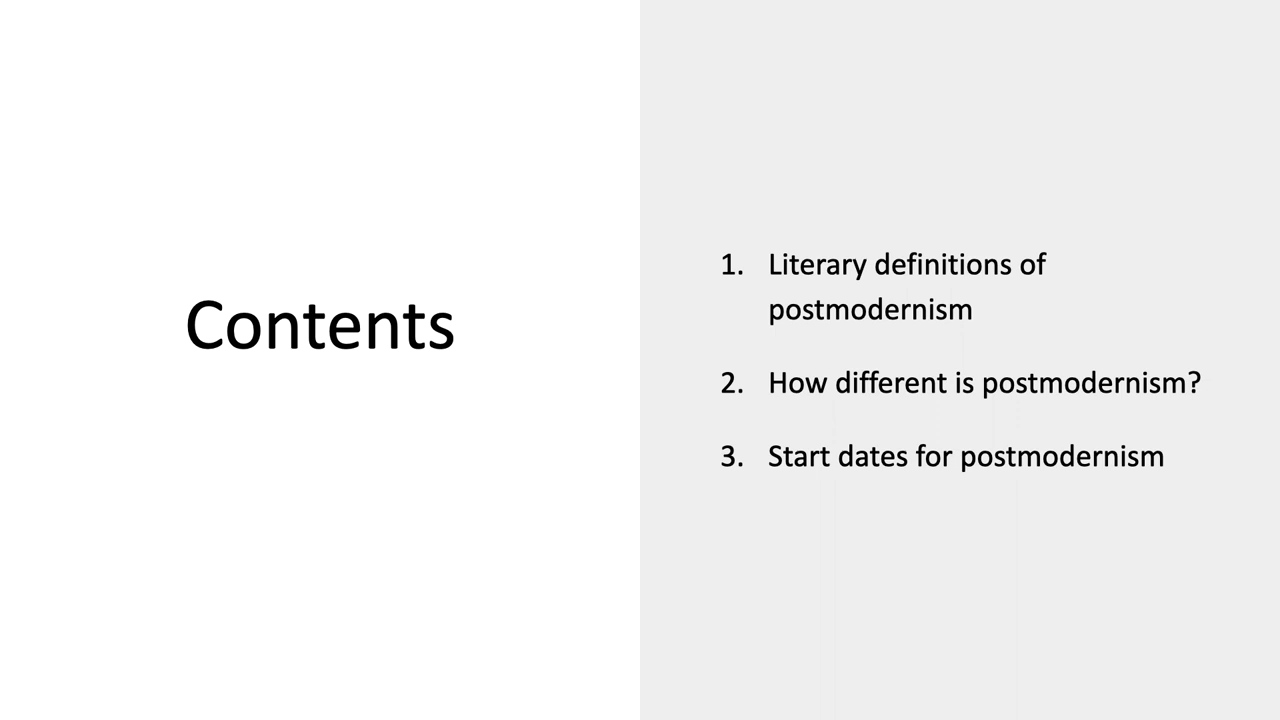 Contents
1. Literary definitions of
postmodernism
2. How different is postmodernism?
3. Start dates for postmodernism